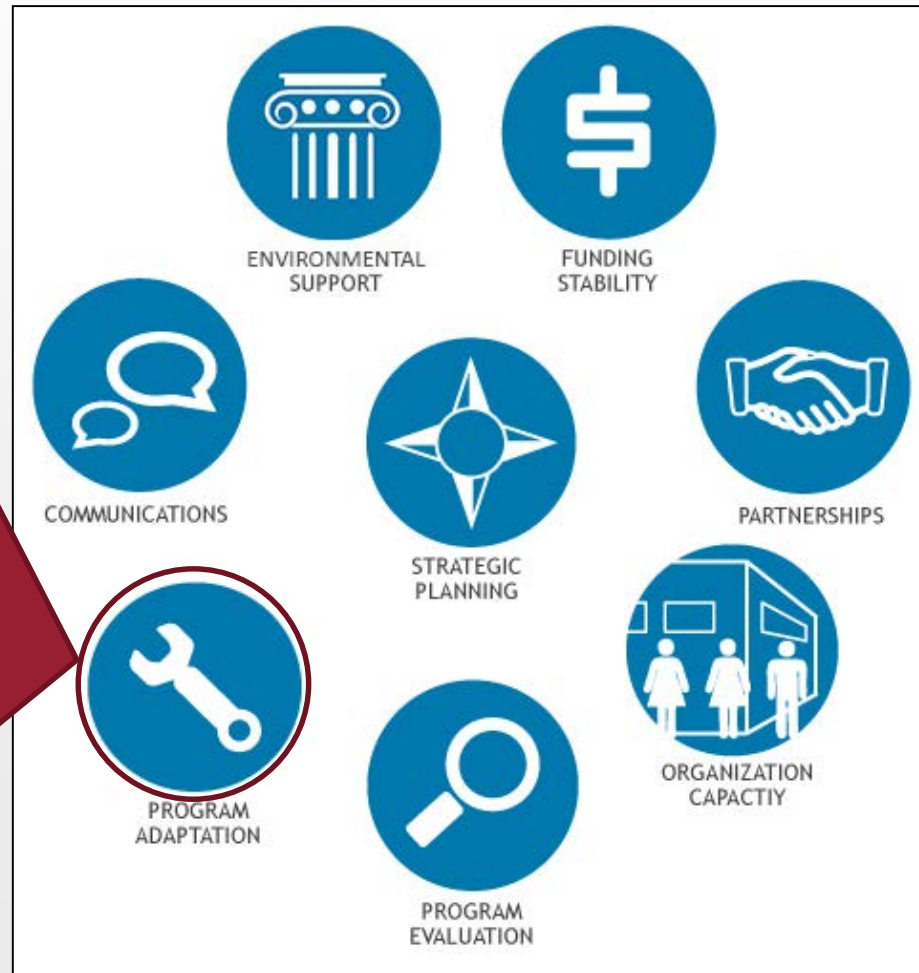 ENVIRONMENTAL
SUPPORT
FUNDING
STABILITY
COMMUNICATIONS
PARTNERSHIPS
STRATEGIC
PLANNING
PROGRAM
ADAPTATION
ORGANIZATION
CAPACTIY
PROGRAM
EVALUATION